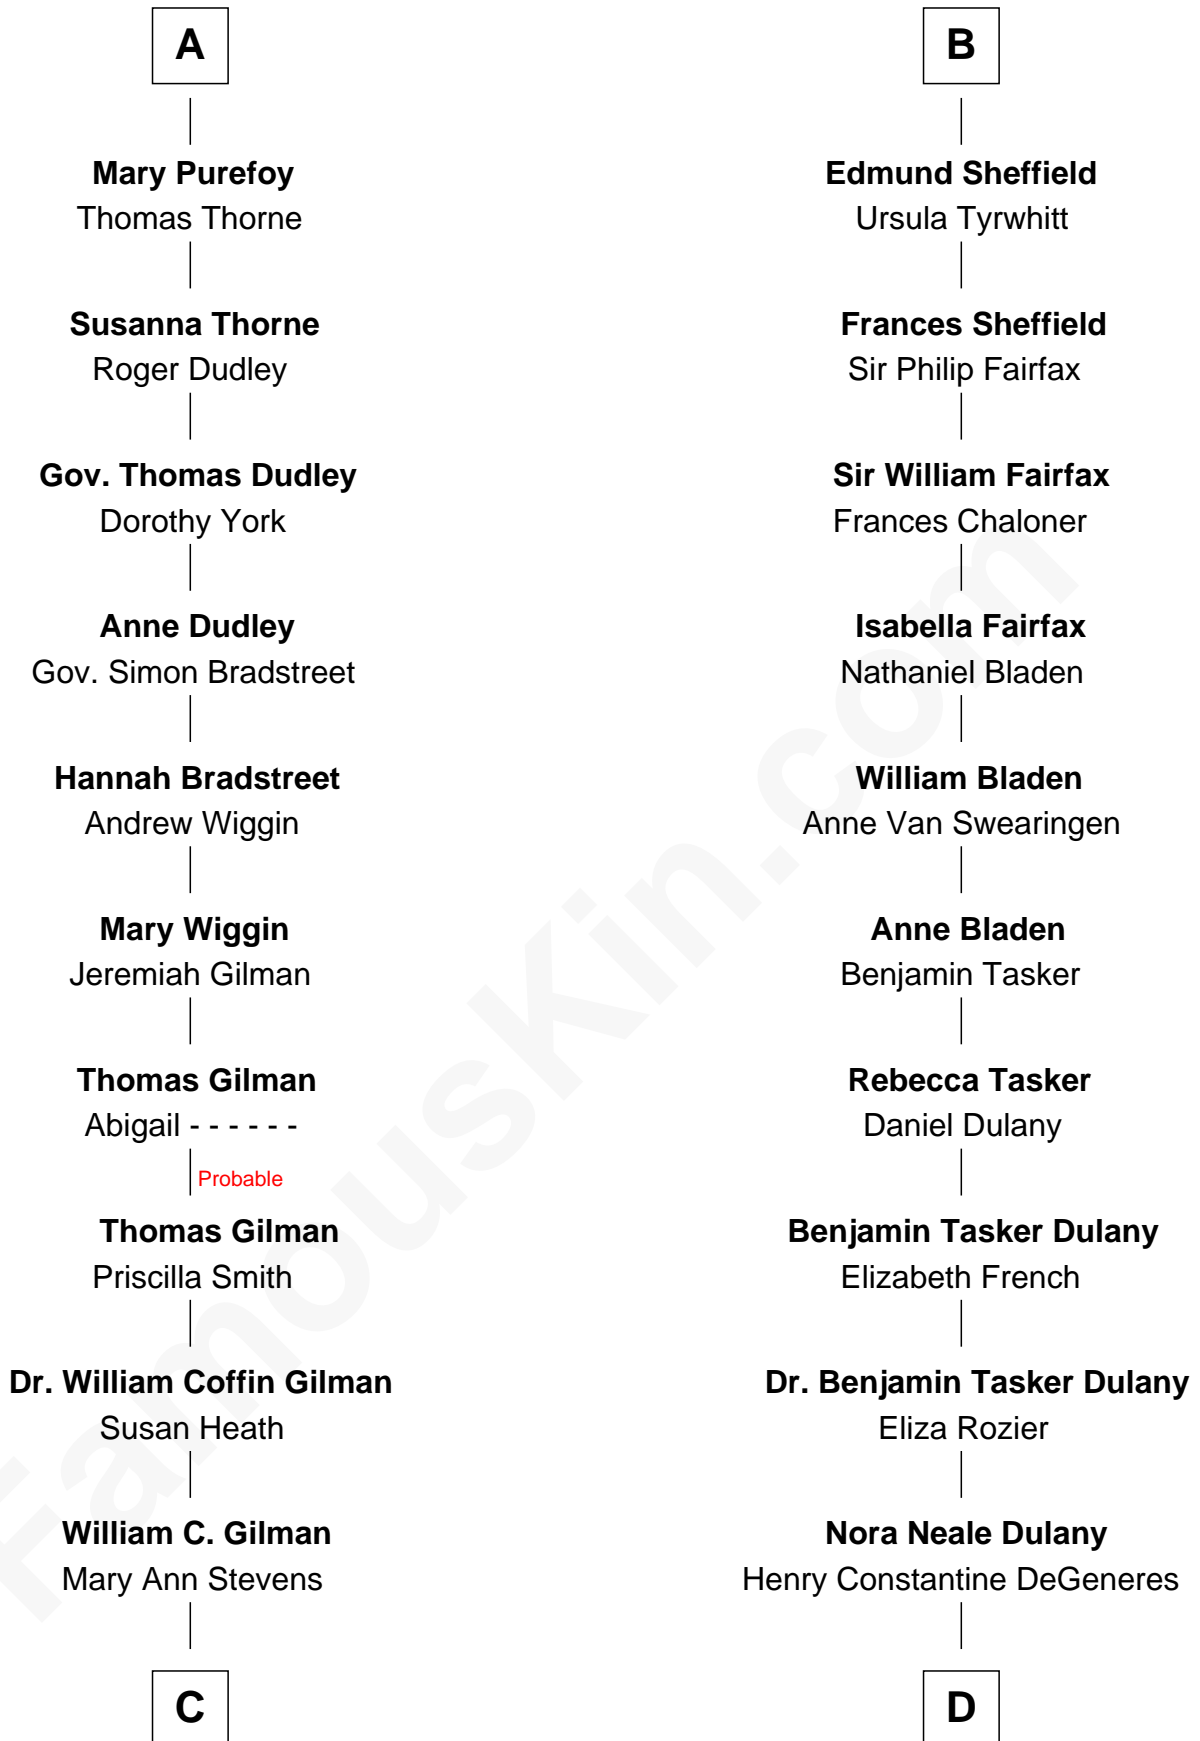 A
Mary Purefoy
Thomas Thorne
Susanna Thorne
Roger Dudley
Gov. Thomas Dudley
Dorothy York
Anne Dudley
Gov. Simon Bradstreet
Hannah Bradstreet
Andrew Wiggin
Mary Wiggin
Jeremiah Gilman
Thomas Gilman
Abigail - - - - - -
Probable
Thomas Gilman
Priscilla Smith
Dr. William Coffin Gilman
Susan Heath
William C. Gilman
Mary Ann Stevens
C
B
Edmund Sheffield
Ursula Tyrwhitt
Frances Sheffield
Sir Philip Fairfax
Sir William Fairfax
Frances Chaloner
Isabella Fairfax
Nathaniel Bladen
William Bladen
Anne Van Swearingen
Anne Bladen
Benjamin Tasker
Rebecca Tasker
Daniel Dulany
Benjamin Tasker Dulany
Elizabeth French
Dr. Benjamin Tasker Dulany
Eliza Rozier
Nora Neale Dulany
Henry Constantine DeGeneres
D
FamousKin.com